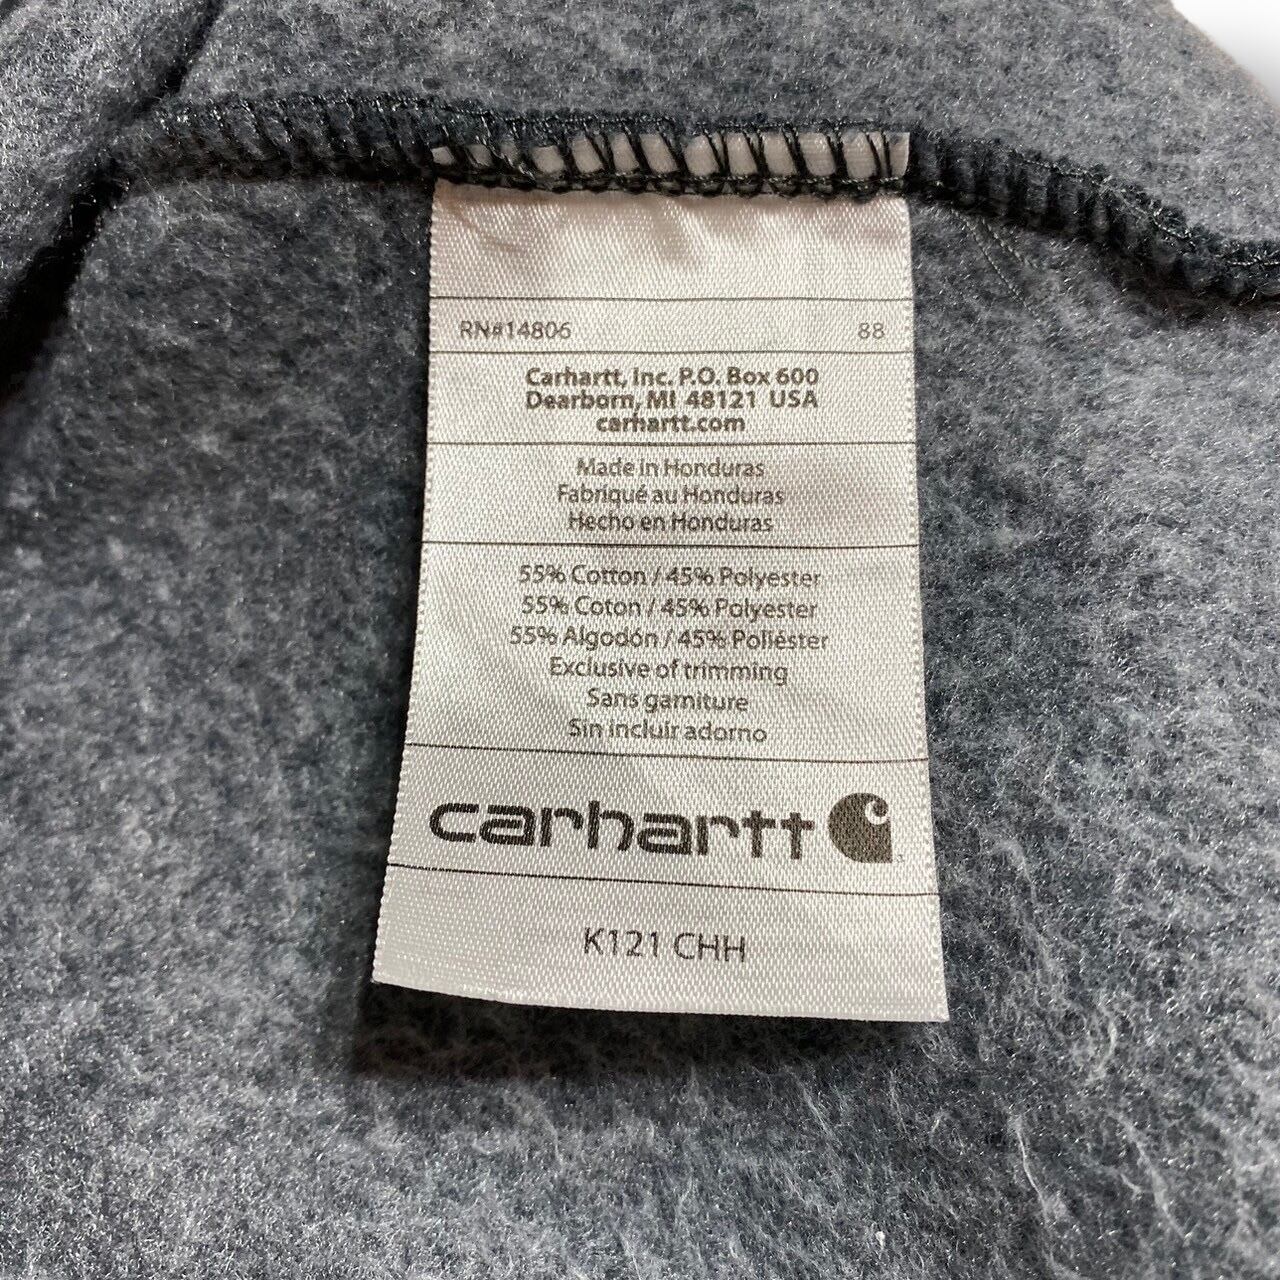 RN#14806 88
Carhartt, Inc. P.O. Box 600
Dearborn, MI 48121 USA
carhartt.com
Made in Honduras
Fabriqué au Honduras
Hecho en Honduras
55% Cotton / 45% Polyester
55% Coton / 45% Polyester
55% Algodón / 45% Poliéster
Exclusive of trimming
Sans garniture
Sin incluir adorno
carhartt
K121 CHH